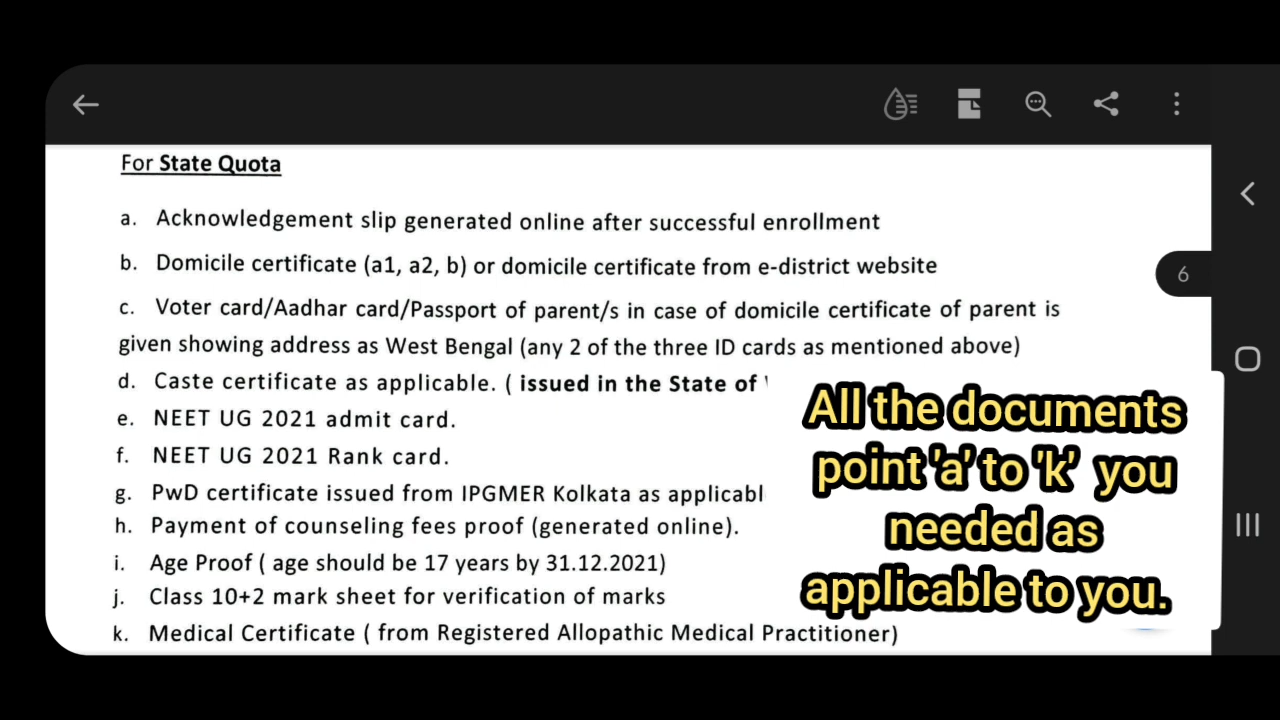 For State Quota
6
a. Acknowledgement slip generated online after successful enrollment
b. Domicile certificate (a1, a2, b) or domicile certificate from e-district website
c. Voter card/Aadhar card/Passport of parent/s in case of domicile certificate of parent is
given showing address as West Bengal (any 2 of the three ID cards as mentioned above)
d. Caste certificate as applicable. ( issued in the State of
e. NEET UG 2021 admit card.
f. NEET UG 2021 Rank card.
g. PwD certificate issued from IPGMER Kolkata as applicabl
h. Payment of counseling fees proof (generated online).
i. Age Proof ( age should be 17 years by 31.12.2021)
j. Class 10+2 mark sheet for verification of marks
k. Medical Certificate ( from Registered Allopathic Medical Practitioner)
All the documents
point 'a' to 'k' you
needed as
applicable to you.